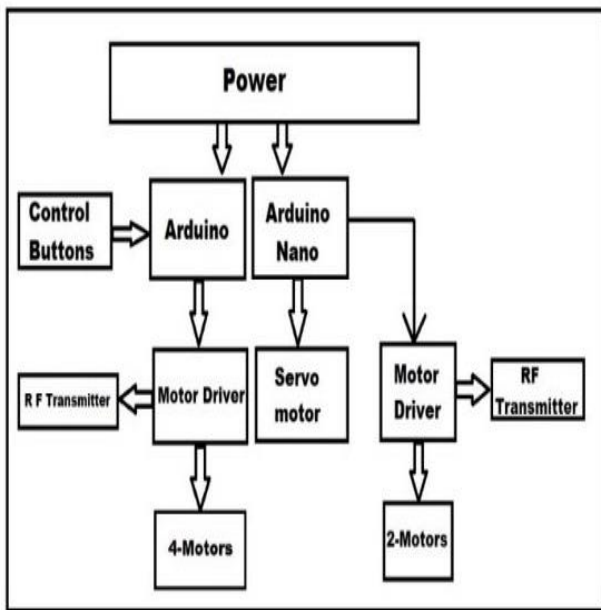 Power
Control
Buttons
Arduino
Arduino
Nano
R F Transmitter
Motor Driver
Servo
motor
Motor
Driver
RF
Transmitter
4-Motors
2-Motors